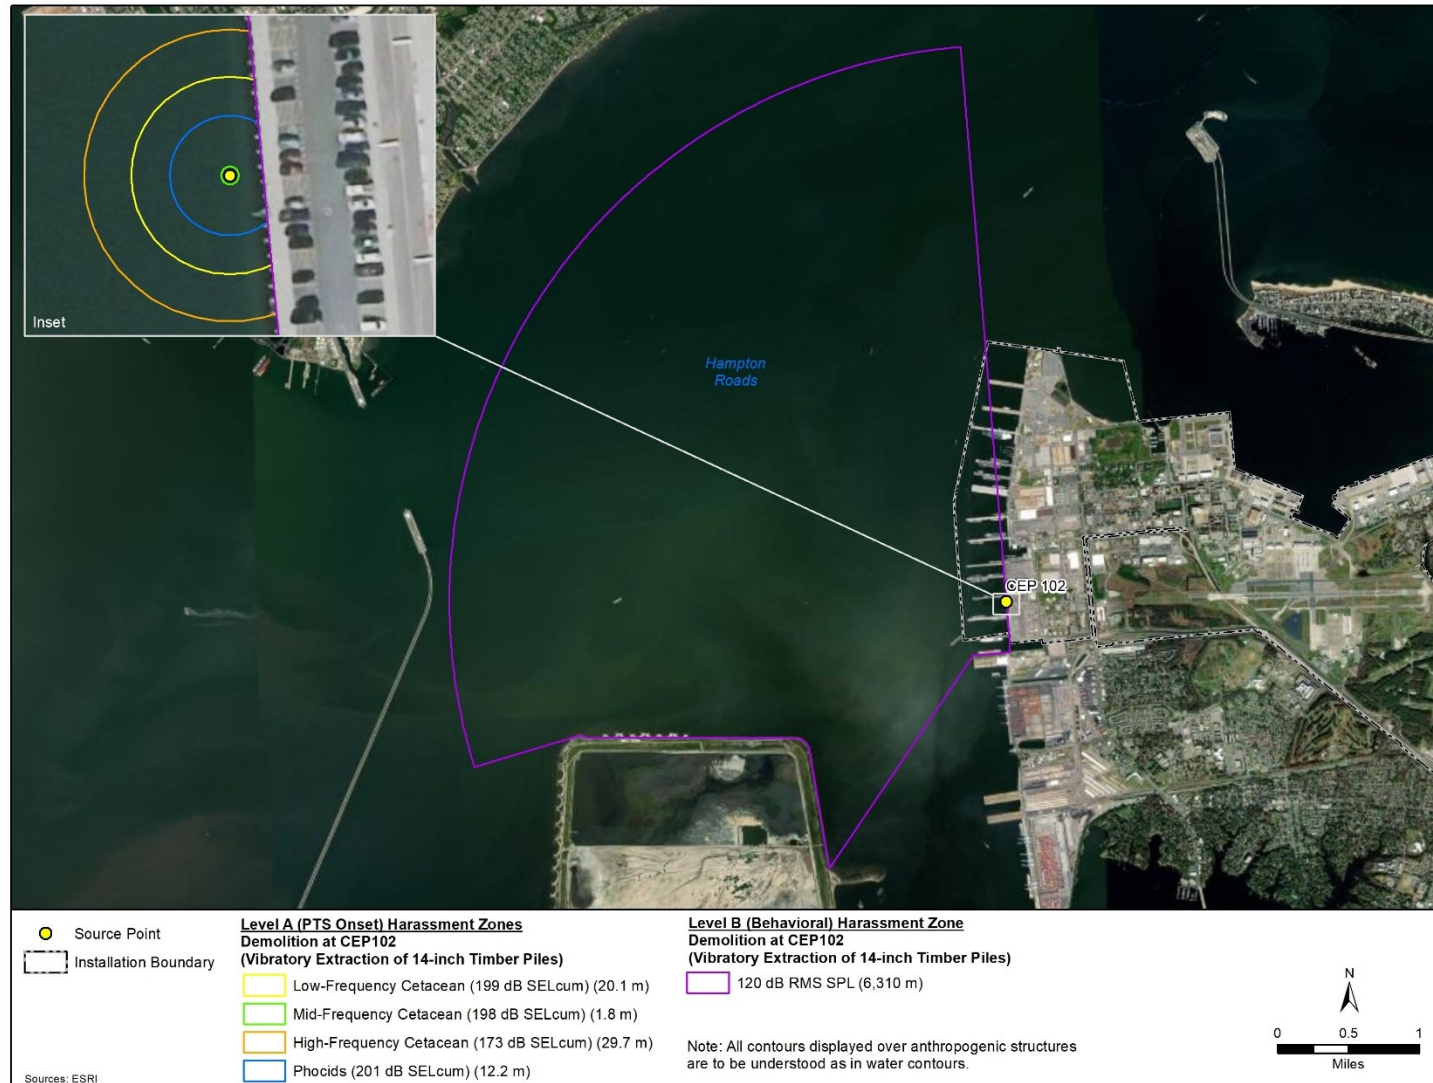 Inset
Hampton
Roads
CEP 102
Source Point
Installation Boundary
Sources: ESRI
Level A (PTS Onset) Harassment Zones
Demolition at CEP102
(Vibratory Extraction of 14-inch Timber Piles)
Low-Frequency Cetacean (199 dB SELcum) (20.1 m)
Mid-Frequency Cetacean (198 dB SELcum) (1.8 m)
High-Frequency Cetacean (173 dB SELcum) (29.7 m)
Phocids (201 dB SELcum) (12.2 m)
Level B (Behavioral) Harassment Zone
Demolition at CEP102
(Vibratory Extraction of 14-inch Timber Piles)
120 dB RMS SPL (6,310 m)
Note: All contours displayed over anthropogenic structures
are to be understood as in water contours.
N
0 0.5 1
Miles